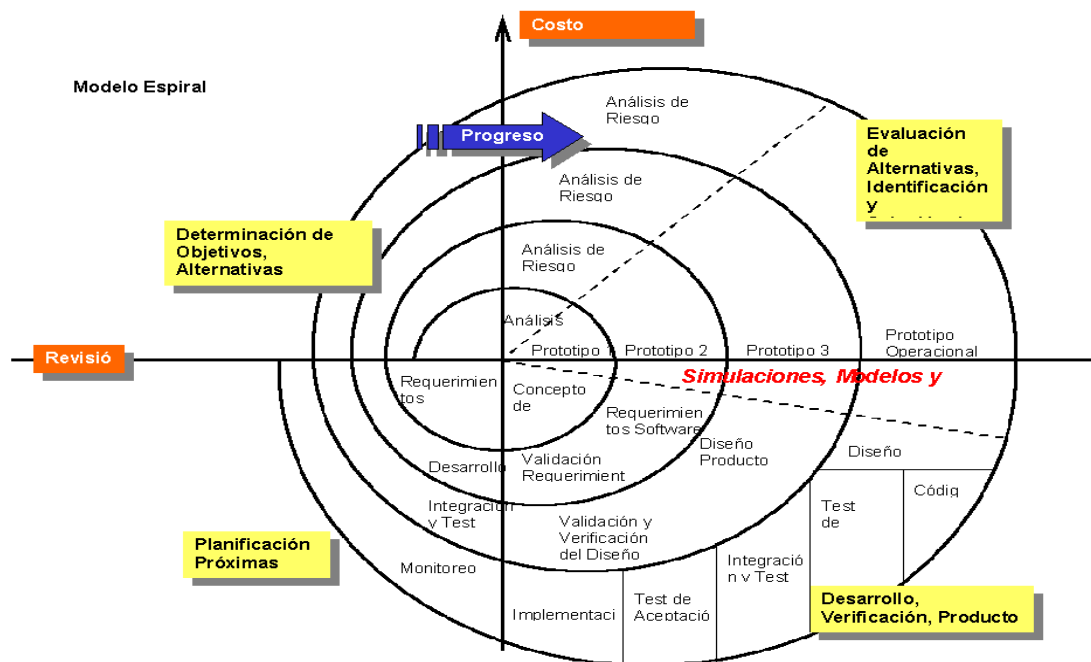 Costo
Modelo Espiral
Análisis de
Riesgo
Progreso
Evaluación
de
Alternativas,
Identificación
y
Análisis de
Riesgo
Determinación de
Objetivos,
Alternativas
Análisis de
Riesgo
Análisis
Revisió
Prototipo 1
Prototipo 2
Prototipo 3
Prototipo
Operacional
Simulaciones, Modelos y
Requerimien
tos
Concepto
de
Requerimien
tos Software
Diseño
Producto
Diseño
Desarrollo
Validación
Requerimient
Códig
Test
de
Integración
y Test
Validación y
Verificación
del Diseño
Planificación
Próximas
Monitoreo
Integració
n y Test
Implementaci
Test de
Aceptació
Desarrollo,
Verificación, Producto